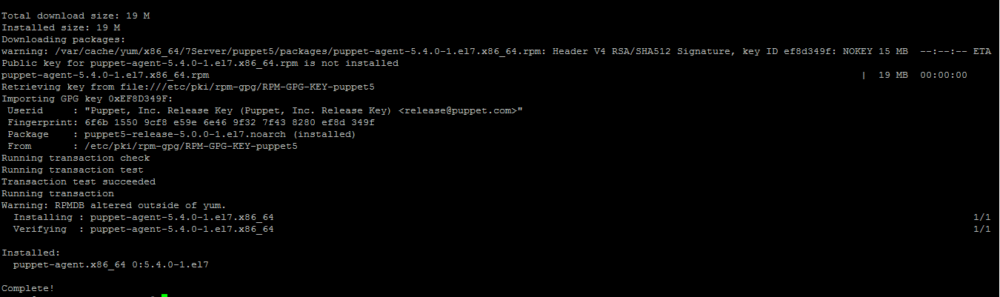 Total download size: 19 M
Installed size: 19 M
Downloading packages:
warning: /var/cache/yum/x86_64/7Server/puppet5/packages/puppet-agent-5.4.0-1.el7.x86_64.rpm: Header V4 RSA/SHA512 Signature, key ID ef8d349f: NOKEY 15 MB  --:--:-- ETA
Public key for puppet-agent-5.4.0-1.el7.x86_64.rpm is not installed
puppet-agent-5.4.0-1.el7.x86_64.rpm | 19 MB 00:00:00
Retrieving key from file:///etc/pki/rpm-gpg/RPM-GPG-KEY-puppet5
Importing GPG key 0xEF8D349F:
Userid     : "Puppet, Inc. Release Key (Puppet, Inc. Release Key) <release@puppet.com>"
Fingerprint: 6f6b 1550 9cf8 e59e 6e46 9f32 7f43 8280 ef8d 349f
Package    : puppet5-release-5.0.0-1.el7.noarch (installed)
From       : /etc/pki/rpm-gpg/RPM-GPG-KEY-puppet5
Running transaction check
Running transaction test
Transaction test succeeded
Running transaction
Warning: RPMDB altered outside of yum.
Installing : puppet-agent-5.4.0-1.el7.x86_64 1/1
Verifying  : puppet-agent-5.4.0-1.el7.x86_64 1/1
Installed:
puppet-agent.x86_64 0:5.4.0-1.el7
Complete!